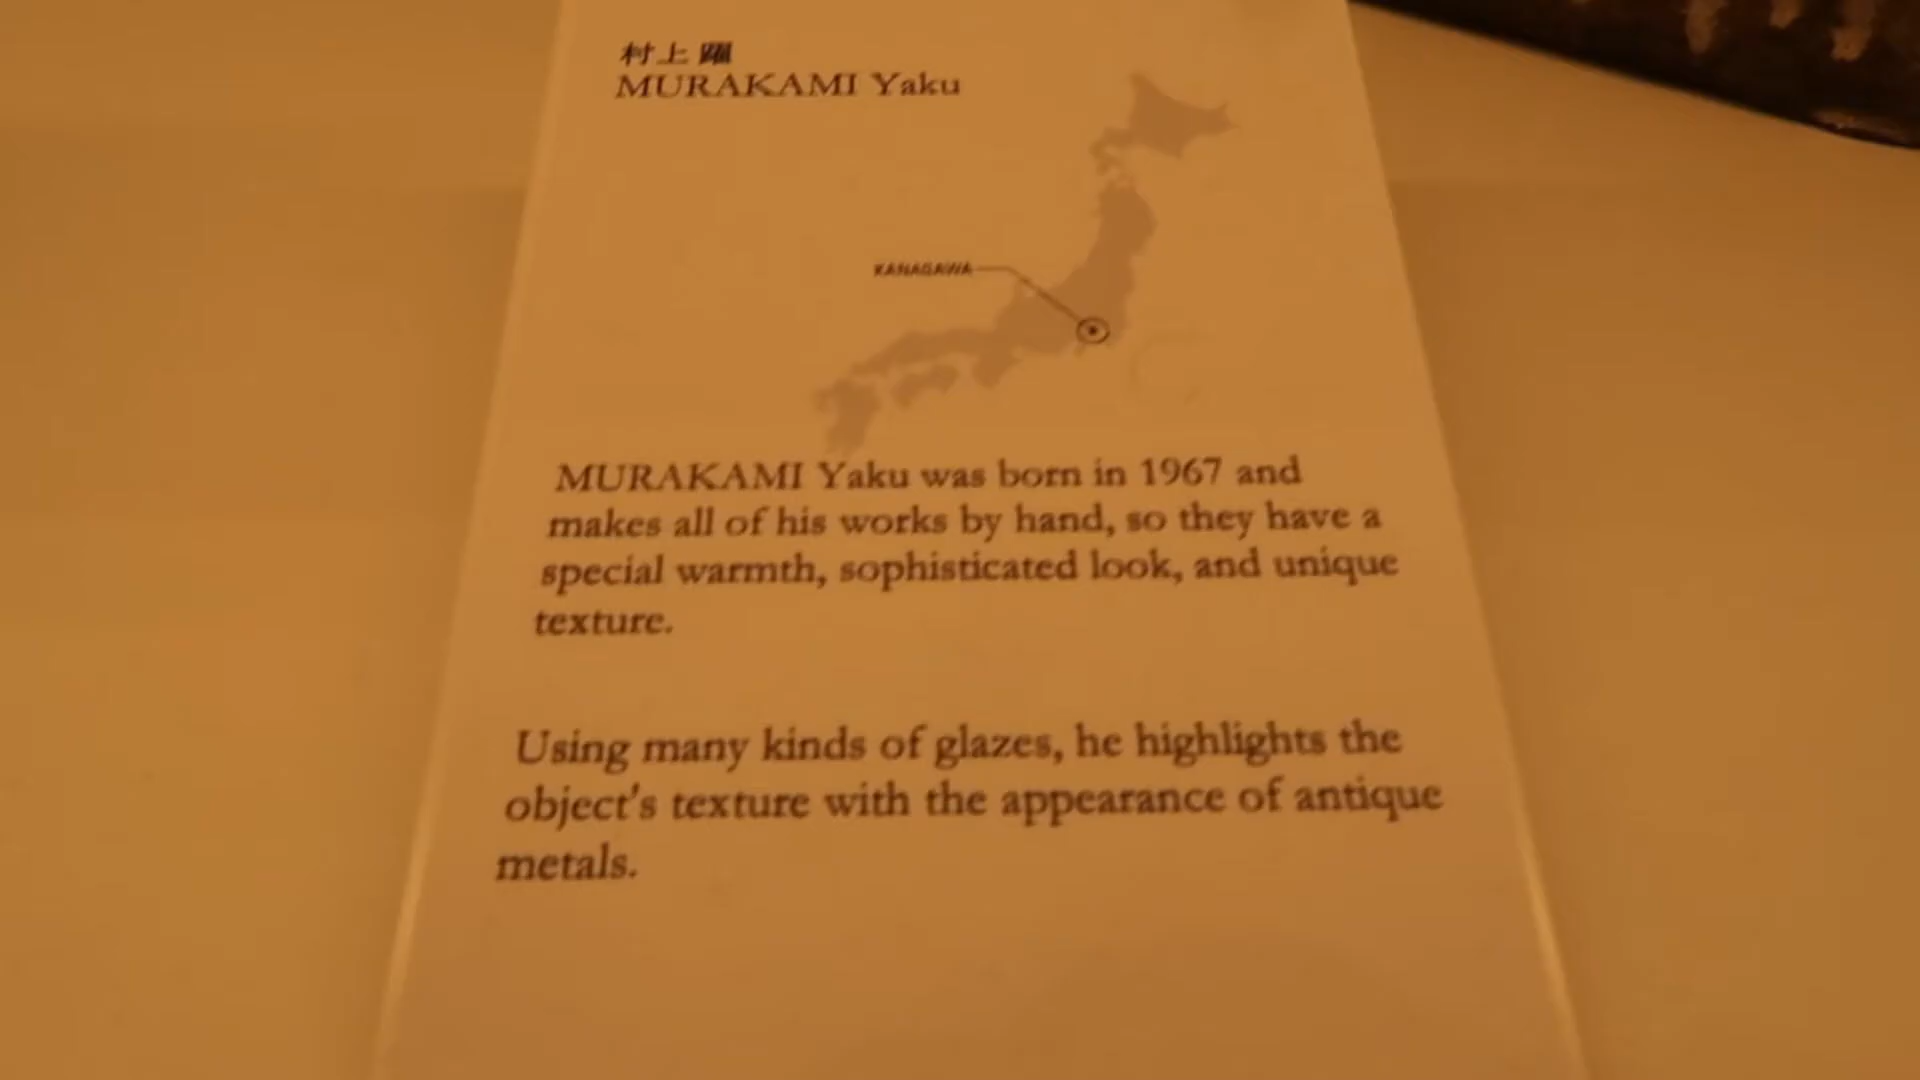 村上 躍
MURAKAMI Yaku
KANAGAWA
MURAKAMI Yaku was born in 1967 and
makes all of his works by hand, so they have a
special warmth, sophisticated look, and unique
texture.
Using many kinds of glazes, he highlights the
object's texture with the appearance of antique
metals.